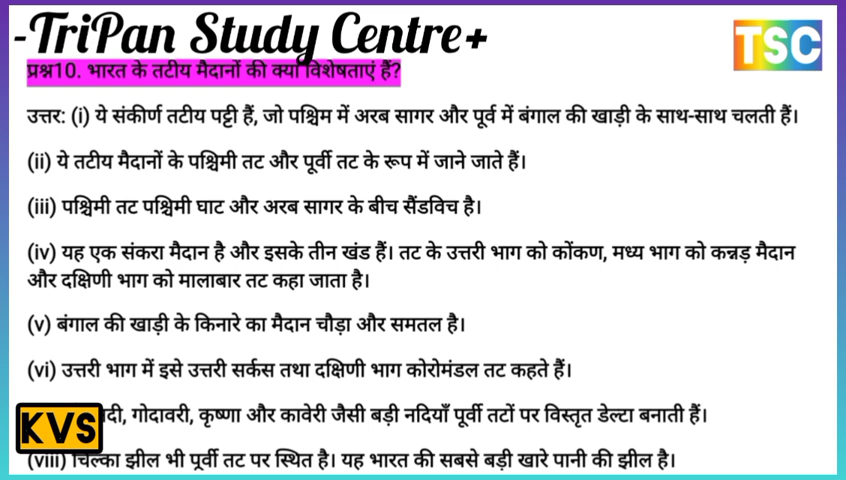 -TriPan Study Centre+
TSC
प्रश्न10. भारत के तटीय मैदानों की क्या विशेषताएं हैं?
उत्तर: (i) ये संकीर्ण तटीय पट्टी हैं, जो पश्चिम में अरब सागर और पूर्व में बंगाल की खाड़ी के साथ-साथ चलती हैं।
(ii) ये तटीय मैदानों के पश्चिमी तट और पूर्वी तट के रूप में जाने जाते हैं।
(iii) पश्चिमी तट पश्चिमी घाट और अरब सागर के बीच सैंडविच है।
(iv) यह एक संकरा मैदान है और इसके तीन खंड हैं। तट के उत्तरी भाग को कोंकण, मध्य भाग को कन्नड़ मैदान
और दक्षिणी भाग को मालाबार तट कहा जाता है।
(v) बंगाल की खाड़ी के किनारे का मैदान चौड़ा और समतल है।
(vi) उत्तरी भाग में इसे उत्तरी सर्कस तथा दक्षिणी भाग कोरोमंडल तट कहते हैं।
गोदावरी, कृष्णा और कावेरी जैसी बड़ी नदियाँ पूर्वी तटों पर विस्तृत डेल्टा बनाती हैं।
KVS
(viii) चिल्का झील भी पूर्वी तट पर स्थित है। यह भारत की सबसे बड़ी खारे पानी की झील है।